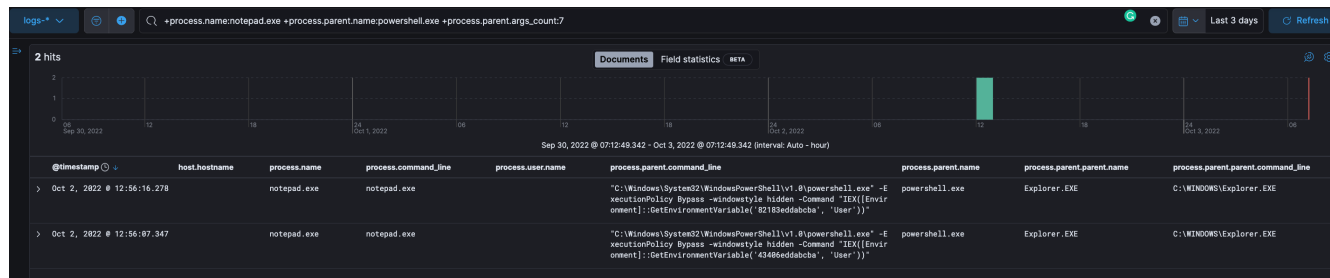 logs-*
+process.name:notepad.exe +process.parent.name:powershell.exe +process.parent.args_count:7
Last 3 days
Refresh
2 hits
Documents Field statistics BETA
2
1
0
06 12 18 24 06 12 18 24 06 12 18 24 06
Sep 30, 2022 Oct 1, 2022 Oct 2, 2022 Oct 3, 2022
Sep 30, 2022 @ 07:12:49.342 - Oct 3, 2022 @ 07:12:49.342 (interval: Auto - hour)
@timestamp host.hostname process.name process.command_line process.user.name process.parent.command_line process.parent.name process.parent.parent.name process.parent.parent.command_line
Oct 2, 2022 @ 12:56:16.278 notepad.exe notepad.exe "C:\Windows\System32\WindowsPowerShell\v1.0\powershell.exe" -E powershell.exe Explorer.EXE C:\WINDOWS\Explorer.EXE
xecutionPolicy Bypass -windowstyle hidden -Command "IEX([Envir
onment]::GetEnvironmentVariable('82183eddabcba', 'User'))"
Oct 2, 2022 @ 12:56:07.347 notepad.exe notepad.exe "C:\Windows\System32\WindowsPowerShell\v1.0\powershell.exe" -E powershell.exe Explorer.EXE C:\WINDOWS\Explorer.EXE
xecutionPolicy Bypass -windowstyle hidden -Command "IEX([Envir
onment]::GetEnvironmentVariable('43406eddabcba', 'User'))"